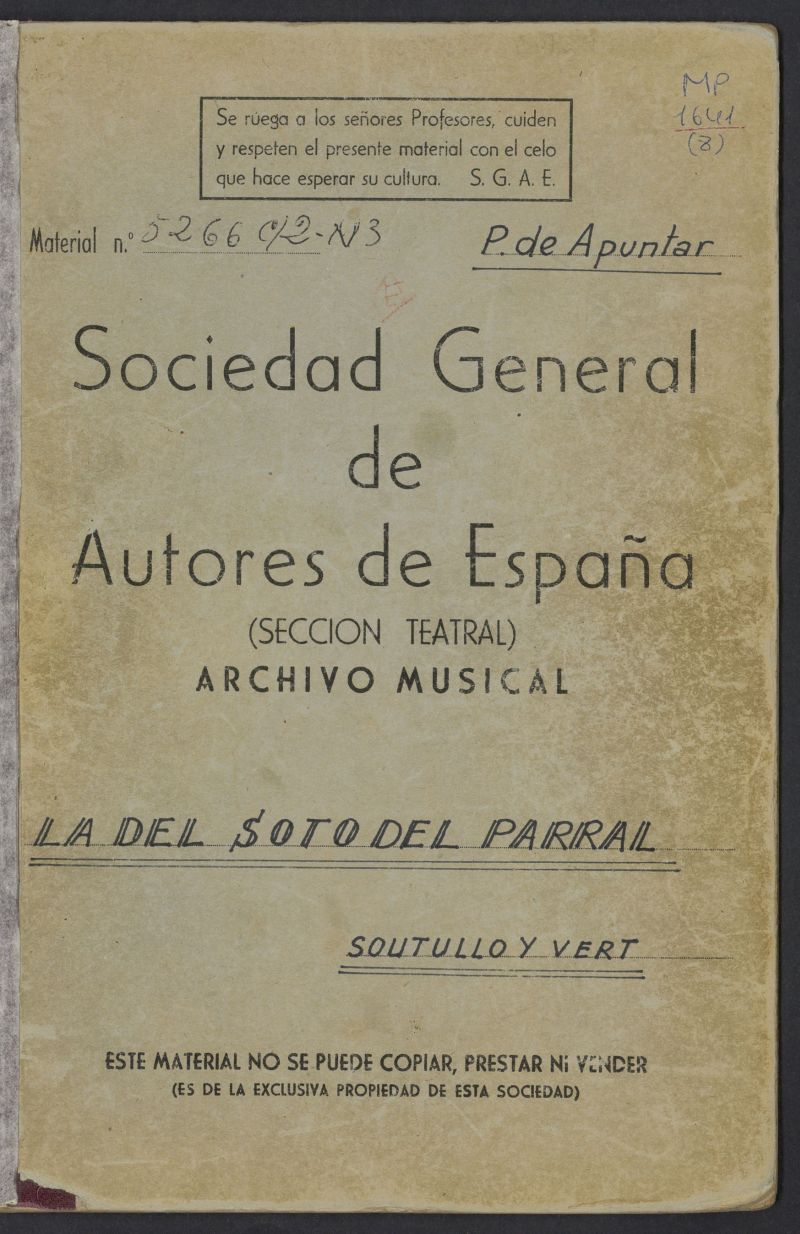 MP
1641
(8)
Se ruega a los señores Profesores, cuiden
y respeten el presente material con el celo
que hace esperar su cultura. S. G. A. E.
Material n.º 5266 C/2-N3
P. de Apuntar
Sociedad General
de
Autores de España
(SECCION TEATRAL)
ARCHIVO MUSICAL
LA DEL SOTO DEL PARRAL
SOUTULLO Y VERT
ESTE MATERIAL NO SE PUEDE COPIAR, PRESTAR Ni VENDER
(ES DE LA EXCLUSIVA PROPIEDAD DE ESTA SOCIEDAD)